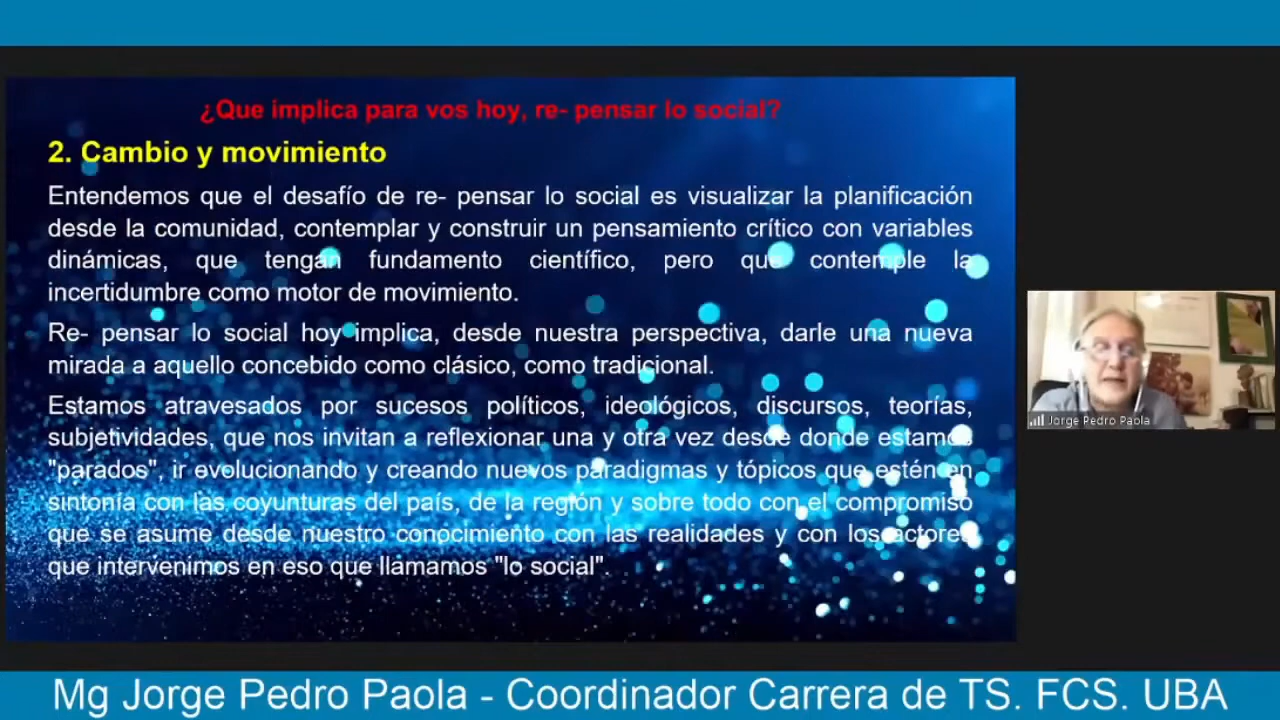 ¿Que implica para vos hoy, re- pensar lo social?
2. Cambio y movimiento
Entendemos que el desafío de re- pensar lo social es visualizar la planificación
desde la comunidad, contemplar y construir un pensamiento crítico con variables
dinámicas, que tengan fundamento científico, pero que contemple la
incertidumbre como motor de movimiento.
Re- pensar lo social hoy implica, desde nuestra perspectiva, darle una nueva
mirada a aquello concebido como clásico, como tradicional.
Estamos atravesados por sucesos políticos, ideológicos, discursos, teorías,
subjetividades, que nos invitan a reflexionar una y otra vez desde donde estamos
"parados", ir evolucionando y creando nuevos paradigmas y tópicos que estén en
sintonía con las coyunturas del país, de la región y sobre todo con el compromiso
que se asume desde nuestro conocimiento con las realidades y con los actores
que intervenimos en eso que llamamos "lo social".
Jorge Pedro Paola
Mg Jorge Pedro Paola - Coordinador Carrera de TS. FCS. UBA